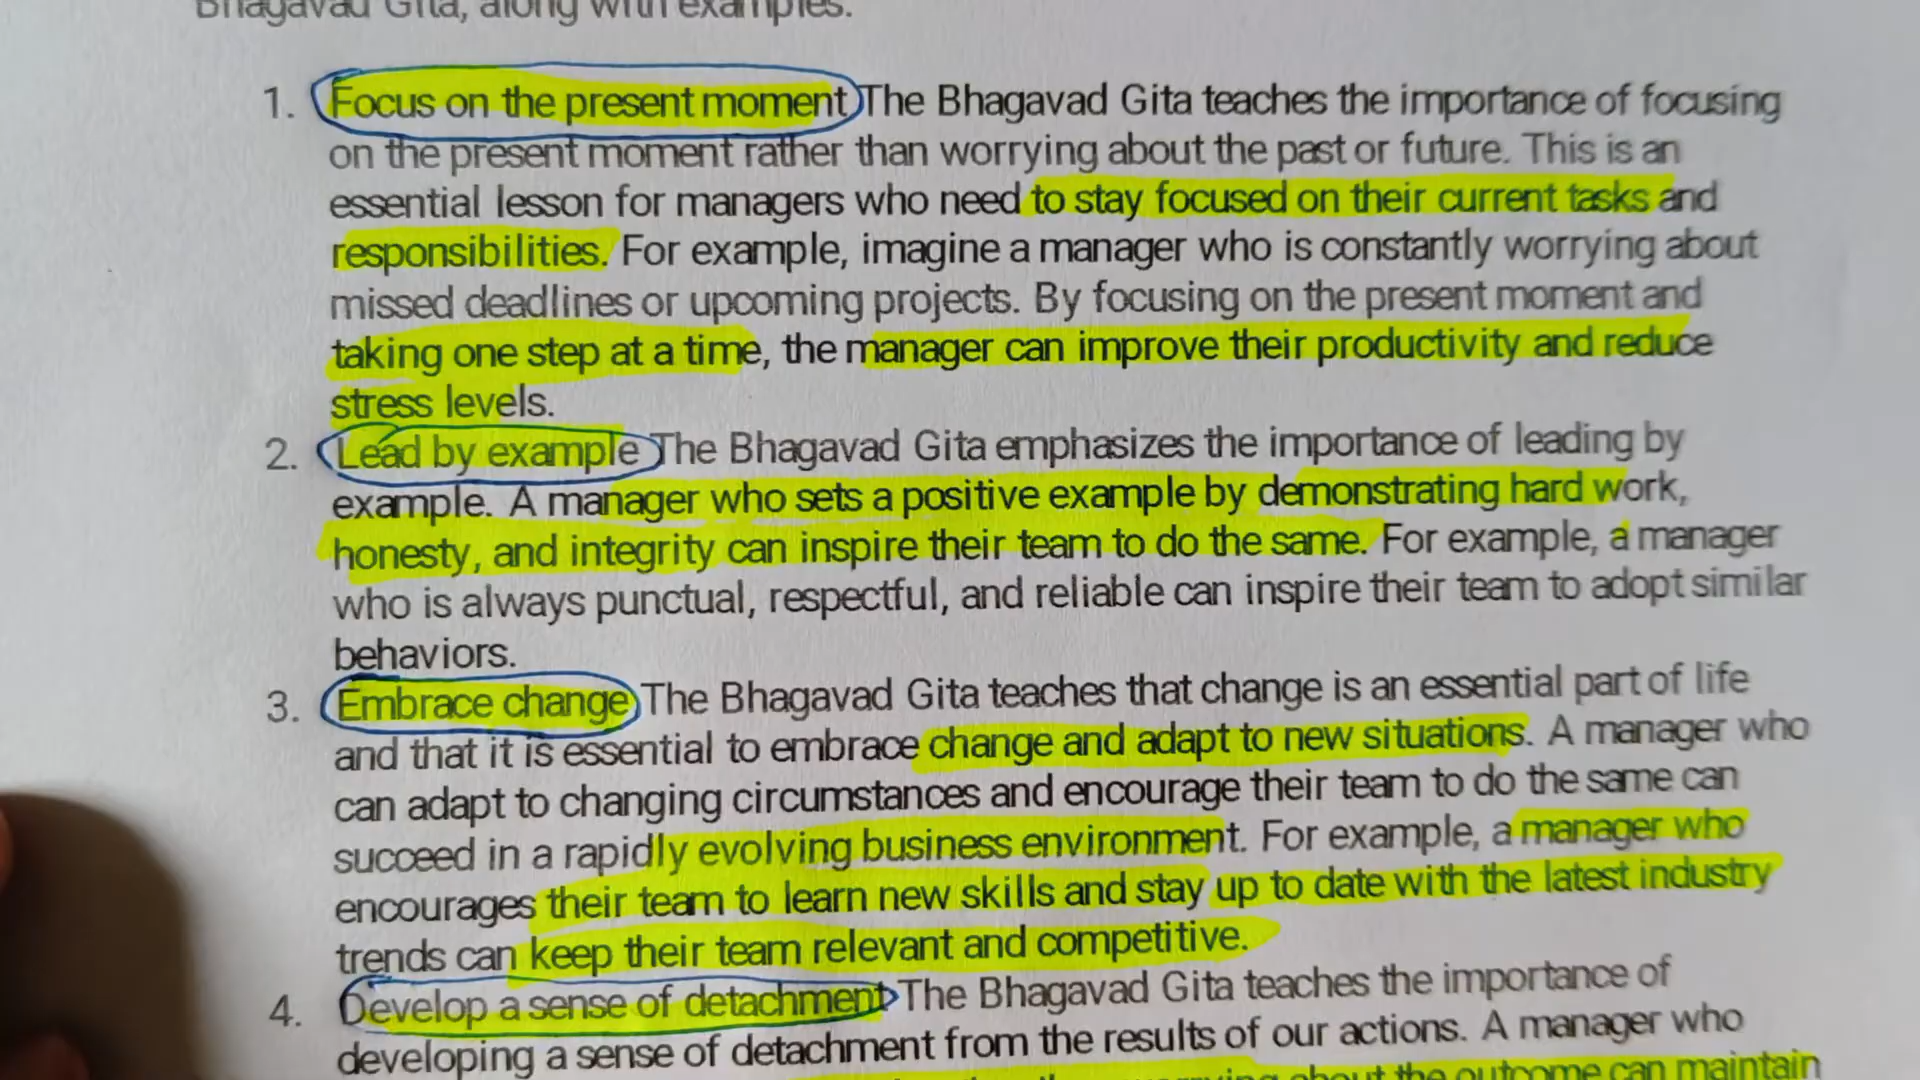 Bhagavad Gita, along with examples.
1. Focus on the present moment The Bhagavad Gita teaches the importance of focusing
on the present moment rather than worrying about the past or future. This is an
essential lesson for managers who need to stay focused on their current tasks and
responsibilities. For example, imagine a manager who is constantly worrying about
missed deadlines or upcoming projects. By focusing on the present moment and
taking one step at a time, the manager can improve their productivity and reduce
stress levels.
2. Lead by example The Bhagavad Gita emphasizes the importance of leading by
example. A manager who sets a positive example by demonstrating hard work,
honesty, and integrity can inspire their team to do the same. For example, a manager
who is always punctual, respectful, and reliable can inspire their team to adopt similar
behaviors.
3. Embrace change The Bhagavad Gita teaches that change is an essential part of life
and that it is essential to embrace change and adapt to new situations. A manager who
can adapt to changing circumstances and encourage their team to do the same can
succeed in a rapidly evolving business environment. For example, a manager who
encourages their team to learn new skills and stay up to date with the latest industry
trends can keep their team relevant and competitive.
4. Develop a sense of detachment The Bhagavad Gita teaches the importance of
developing a sense of detachment from the results of our actions. A manager who
about the outcome can maintain